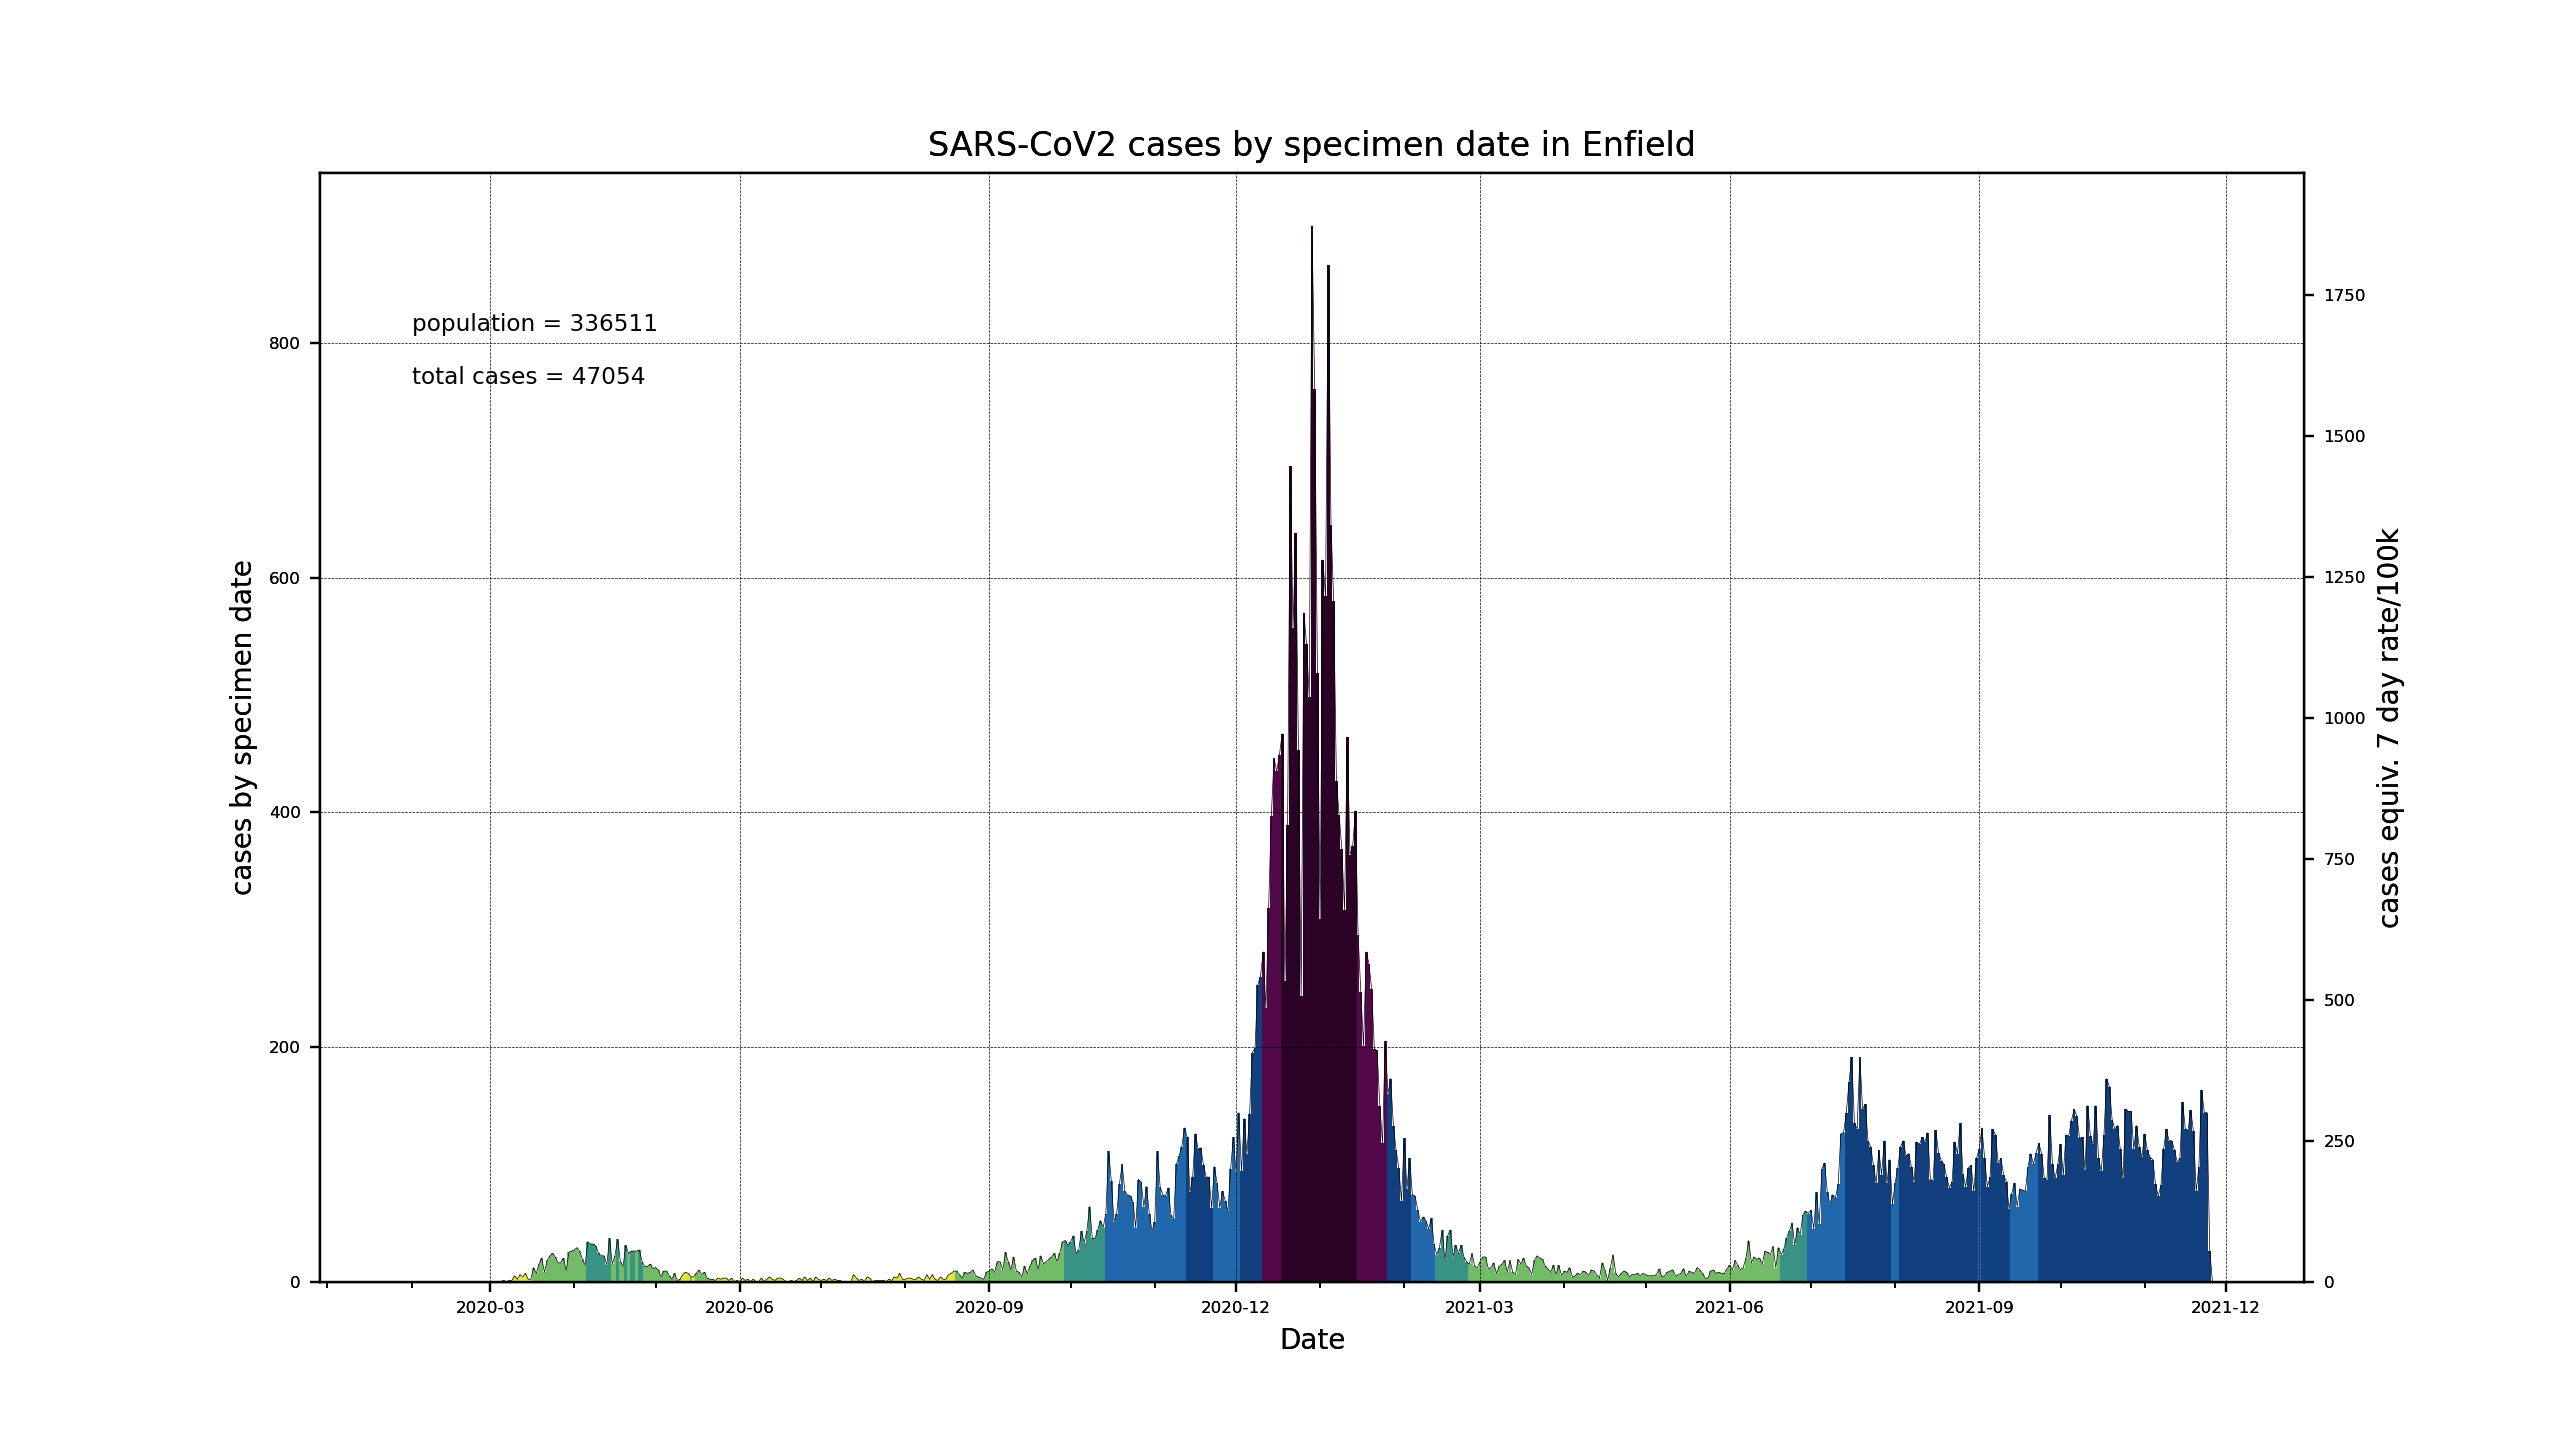 SARS-CoV2 cases by specimen date in Enfield
population = 336511
total cases = 47054
cases by specimen date
800
600
400
200
0
1750
1500
1250
1000
750
500
250
0
cases equiv. 7 day rate/100k
2020-03 2020-06 2020-09 2020-12 2021-03 2021-06 2021-09 2021-12
Date